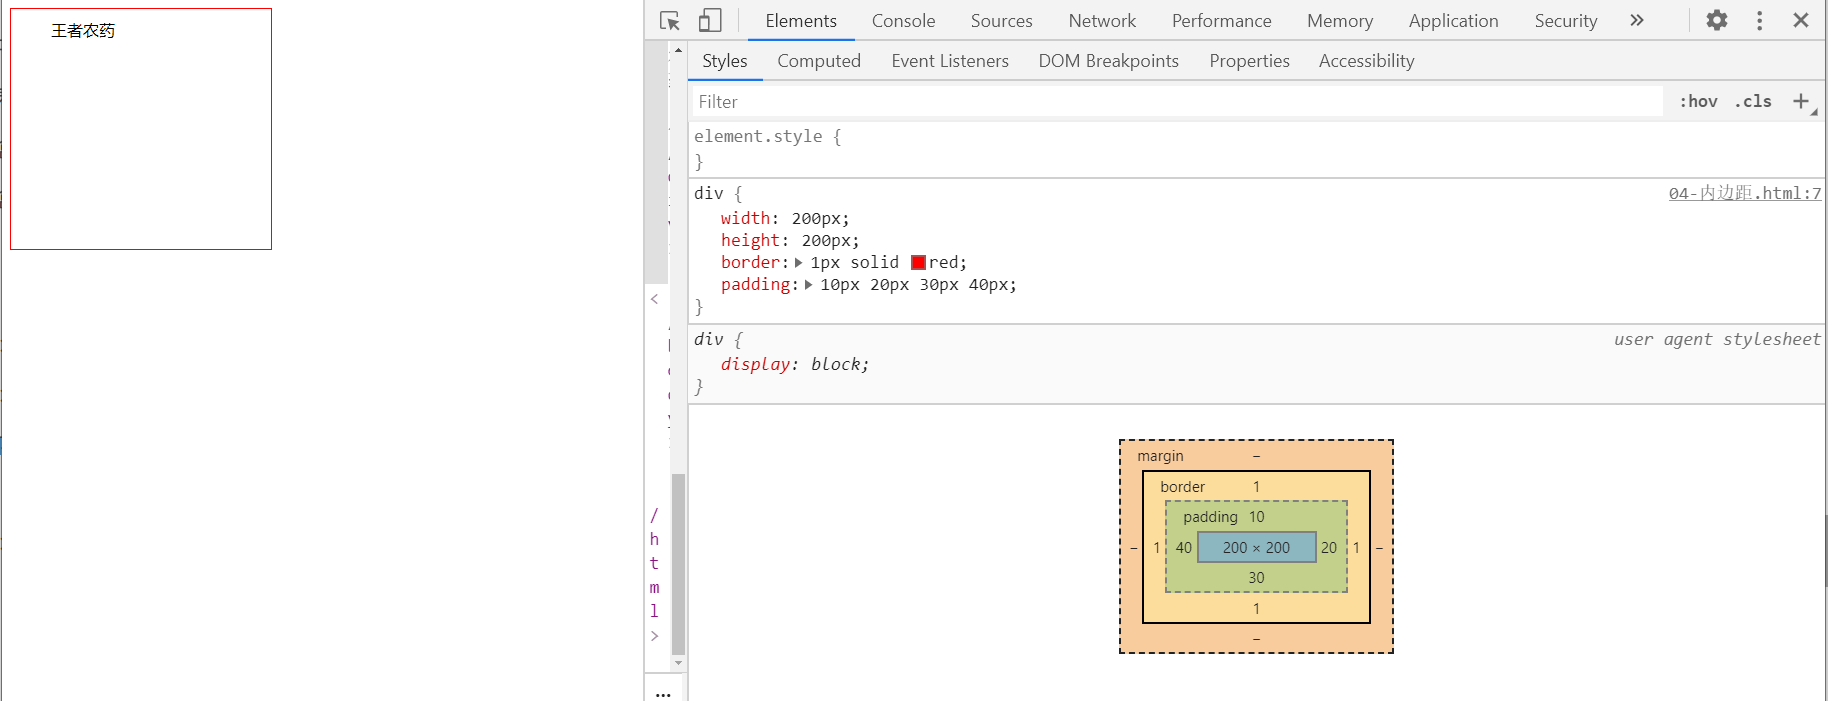 王者农药
Elements Console Sources Network Performance Memory Application Security »
Styles Computed Event Listeners DOM Breakpoints Properties Accessibility
Filter :hov .cls +
element.style {
}
div { 04-内边距.html:7
width: 200px;
height: 200px;
border: 1px solid red;
padding: 10px 20px 30px 40px;
}
div { user agent stylesheet
display: block;
}
<
/
h
t
m
l
>
...
margin –
border 1
padding 10
– 1 40 200 × 200 20 1 –
30
1
–